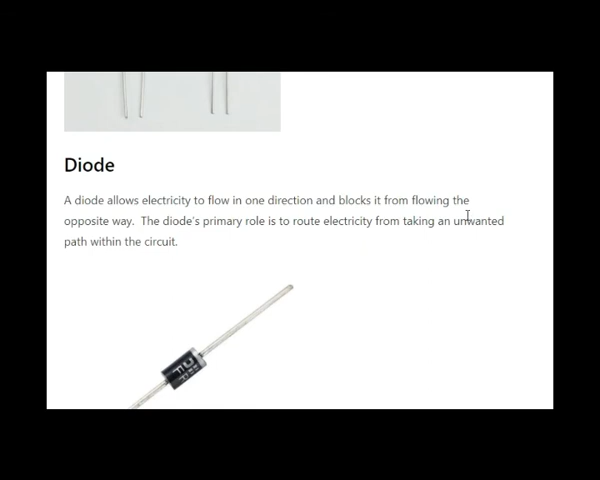 Diode
A diode allows electricity to flow in one direction and blocks it from flowing the
opposite way.  The diode's primary role is to route electricity from taking an unwanted
path within the circuit.